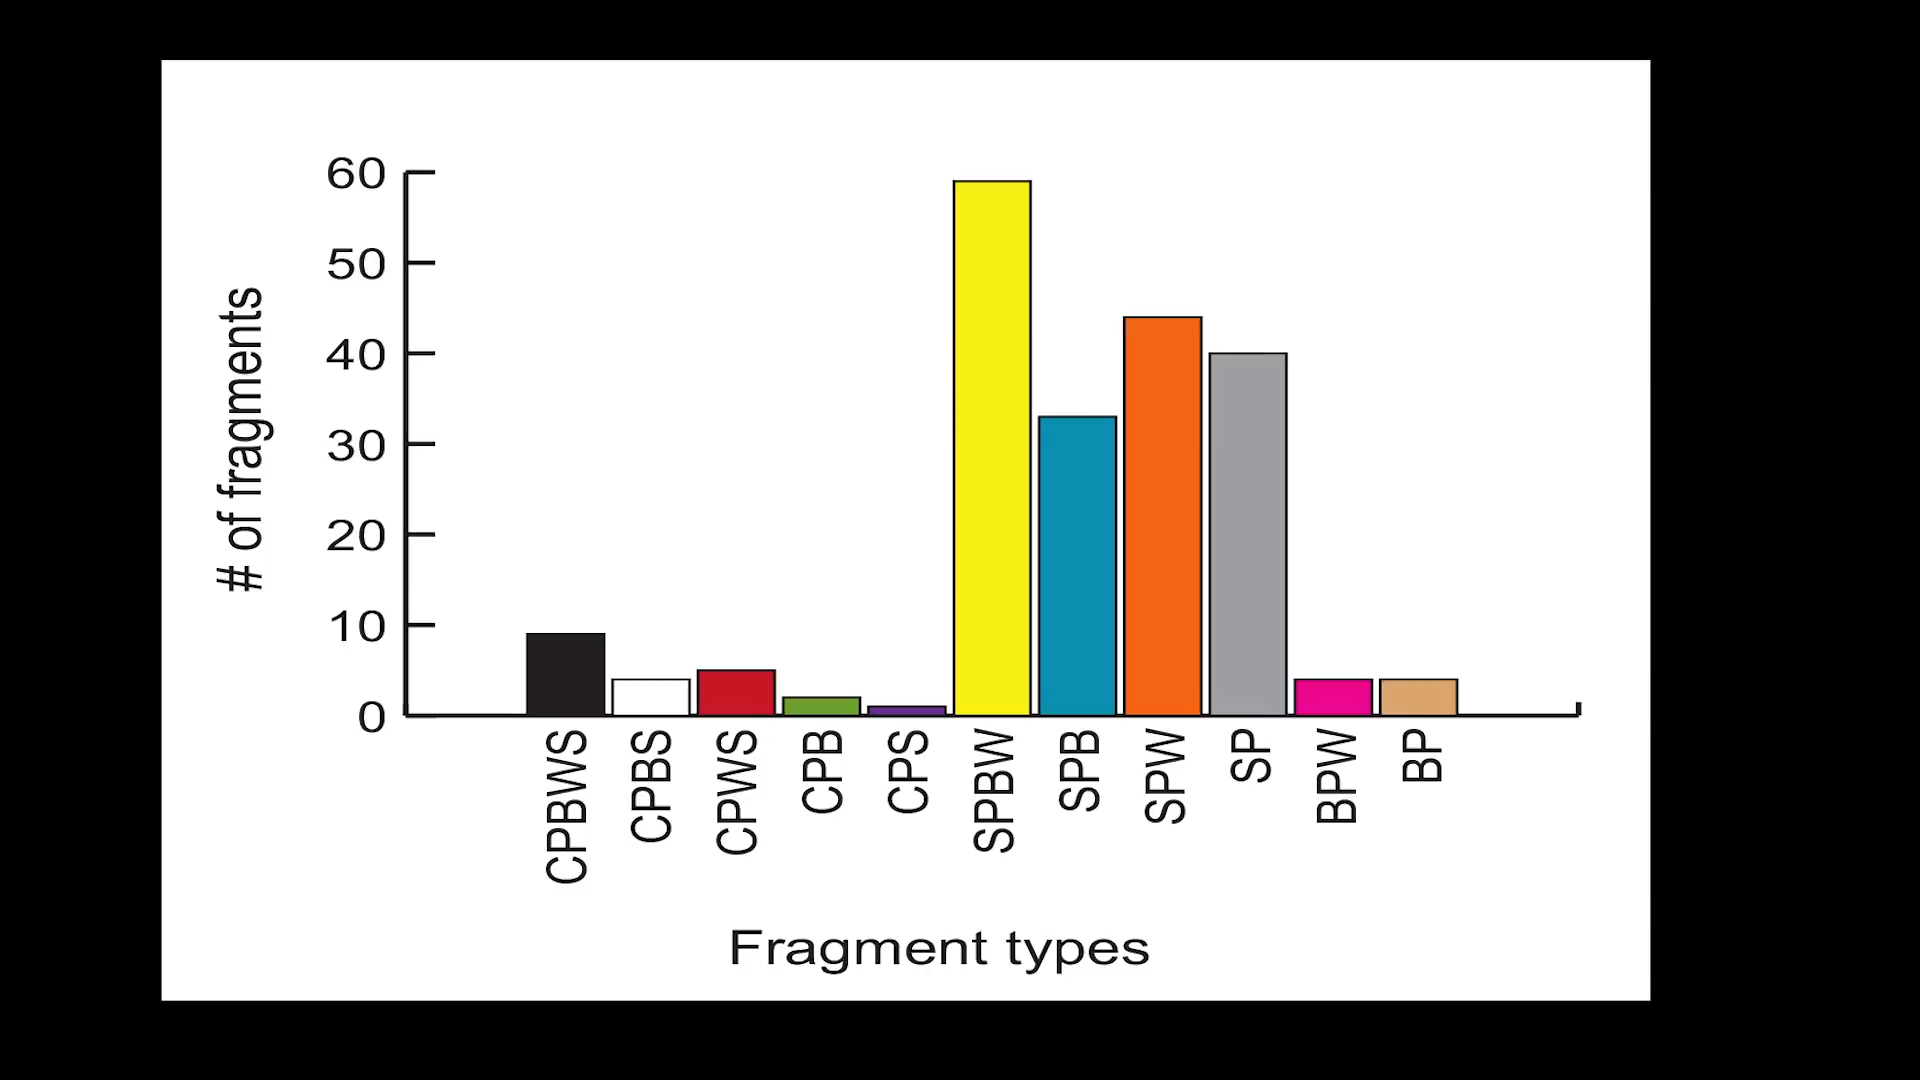 60
50
40
30
20
10
0
# of fragments
CPBWS
CPBS
CPWS
CPB
CPS
SPBW
SPB
SPW
SP
BPW
BP
Fragment types